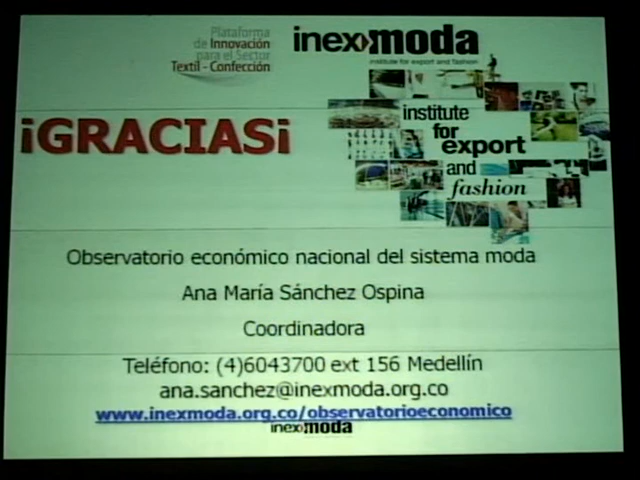 Plataforma
de Innovación
para el Sector
Textil - Confección
inexmoda
institute for export and fashion
¡GRACIAS¡
institute
for
export
and
fashion
Observatorio económico nacional del sistema moda
Ana María Sánchez Ospina
Coordinadora
Teléfono: (4)6043700 ext 156 Medellín
ana.sanchez@inexmoda.org.co
www.inexmoda.org.co/observatorioeconomico
inexmoda